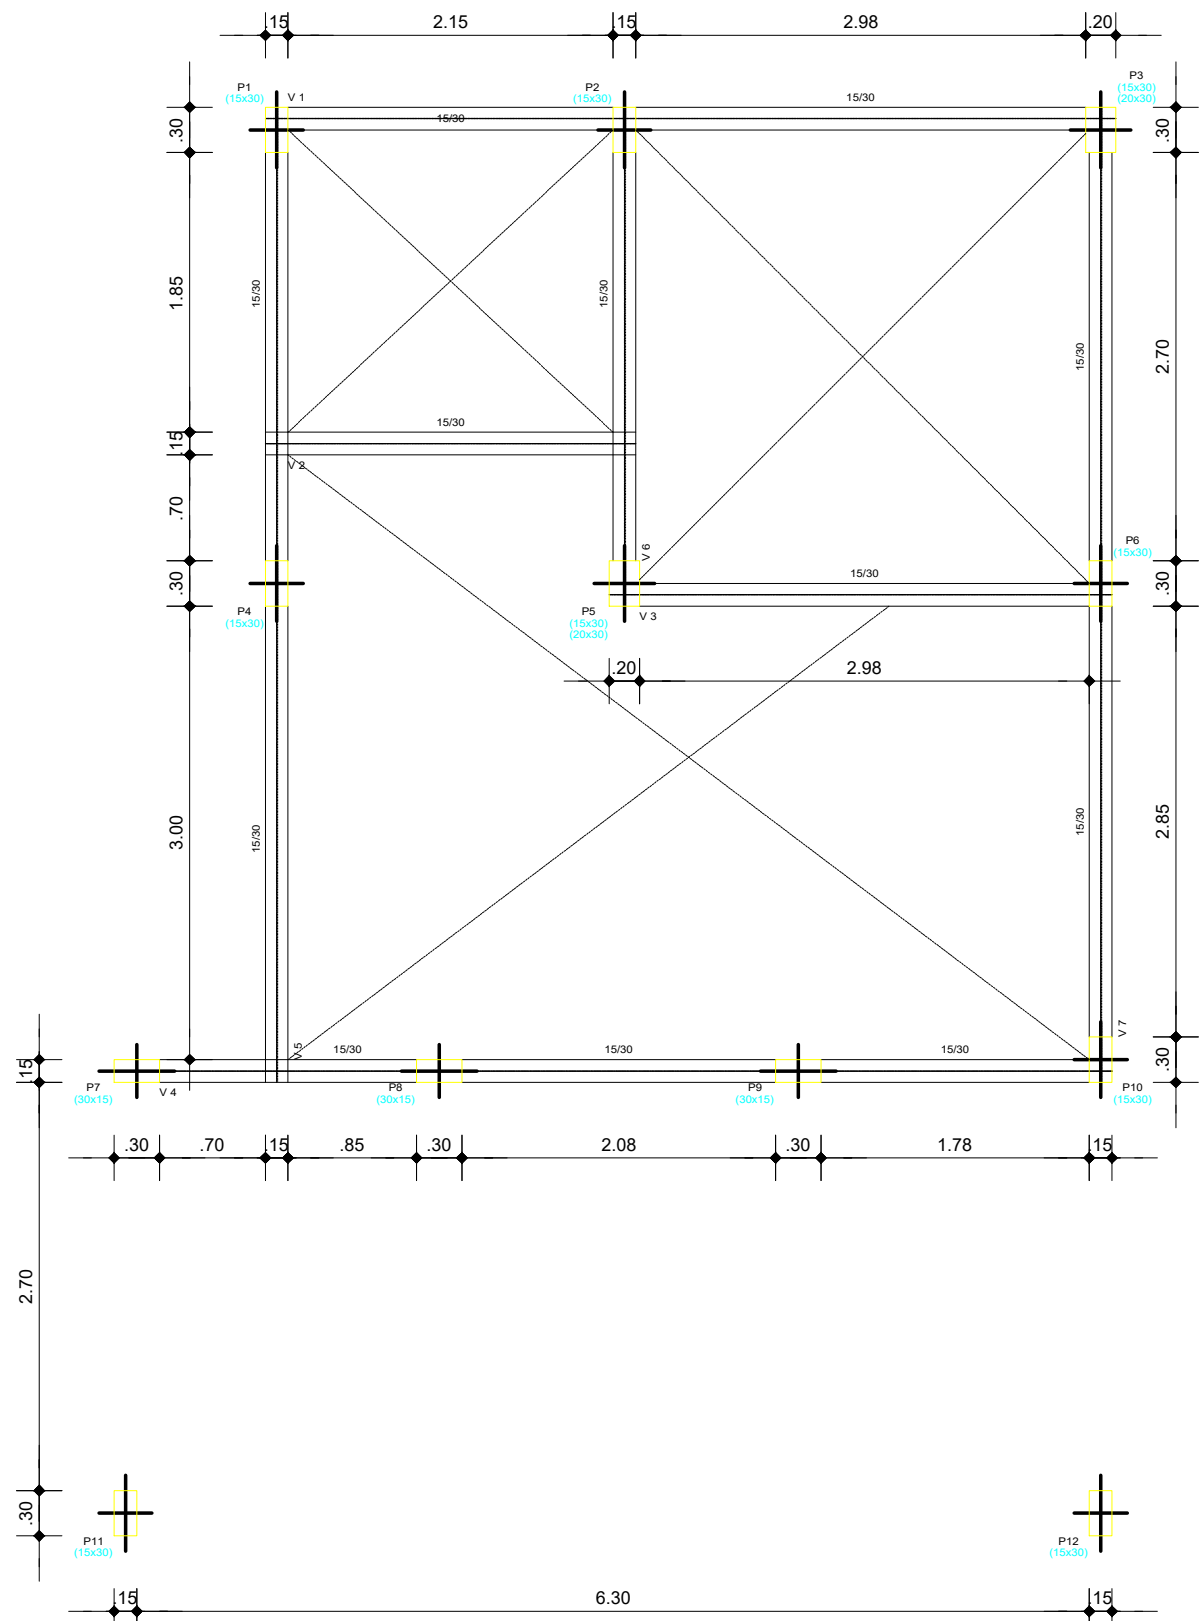 .15 2.15 .15 2.98 .20
P1
(15x30)
V 1
P2
(15x30)
15/30
P3
(15x30)
(20x30)
15/30
.30
.30
1.85
15/30
15/30
15/30
2.70
15/30
.15
V 2
.70
V 6
P6
(15x30)
15/30
.30
.30
P4
(15x30)
P5
(15x30)
(20x30)
V 3
.20 2.98
3.00
15/30
15/30
2.85
V 5
15/30
15/30
15/30
V 7
.15
.30
P7
(30x15)
V 4
P8
(30x15)
P9
(30x15)
P10
(15x30)
.30 .70 .15 .85 .30 2.08 .30 1.78 .15
2.70
.30
P11
(15x30)
P12
(15x30)
.15 6.30 .15